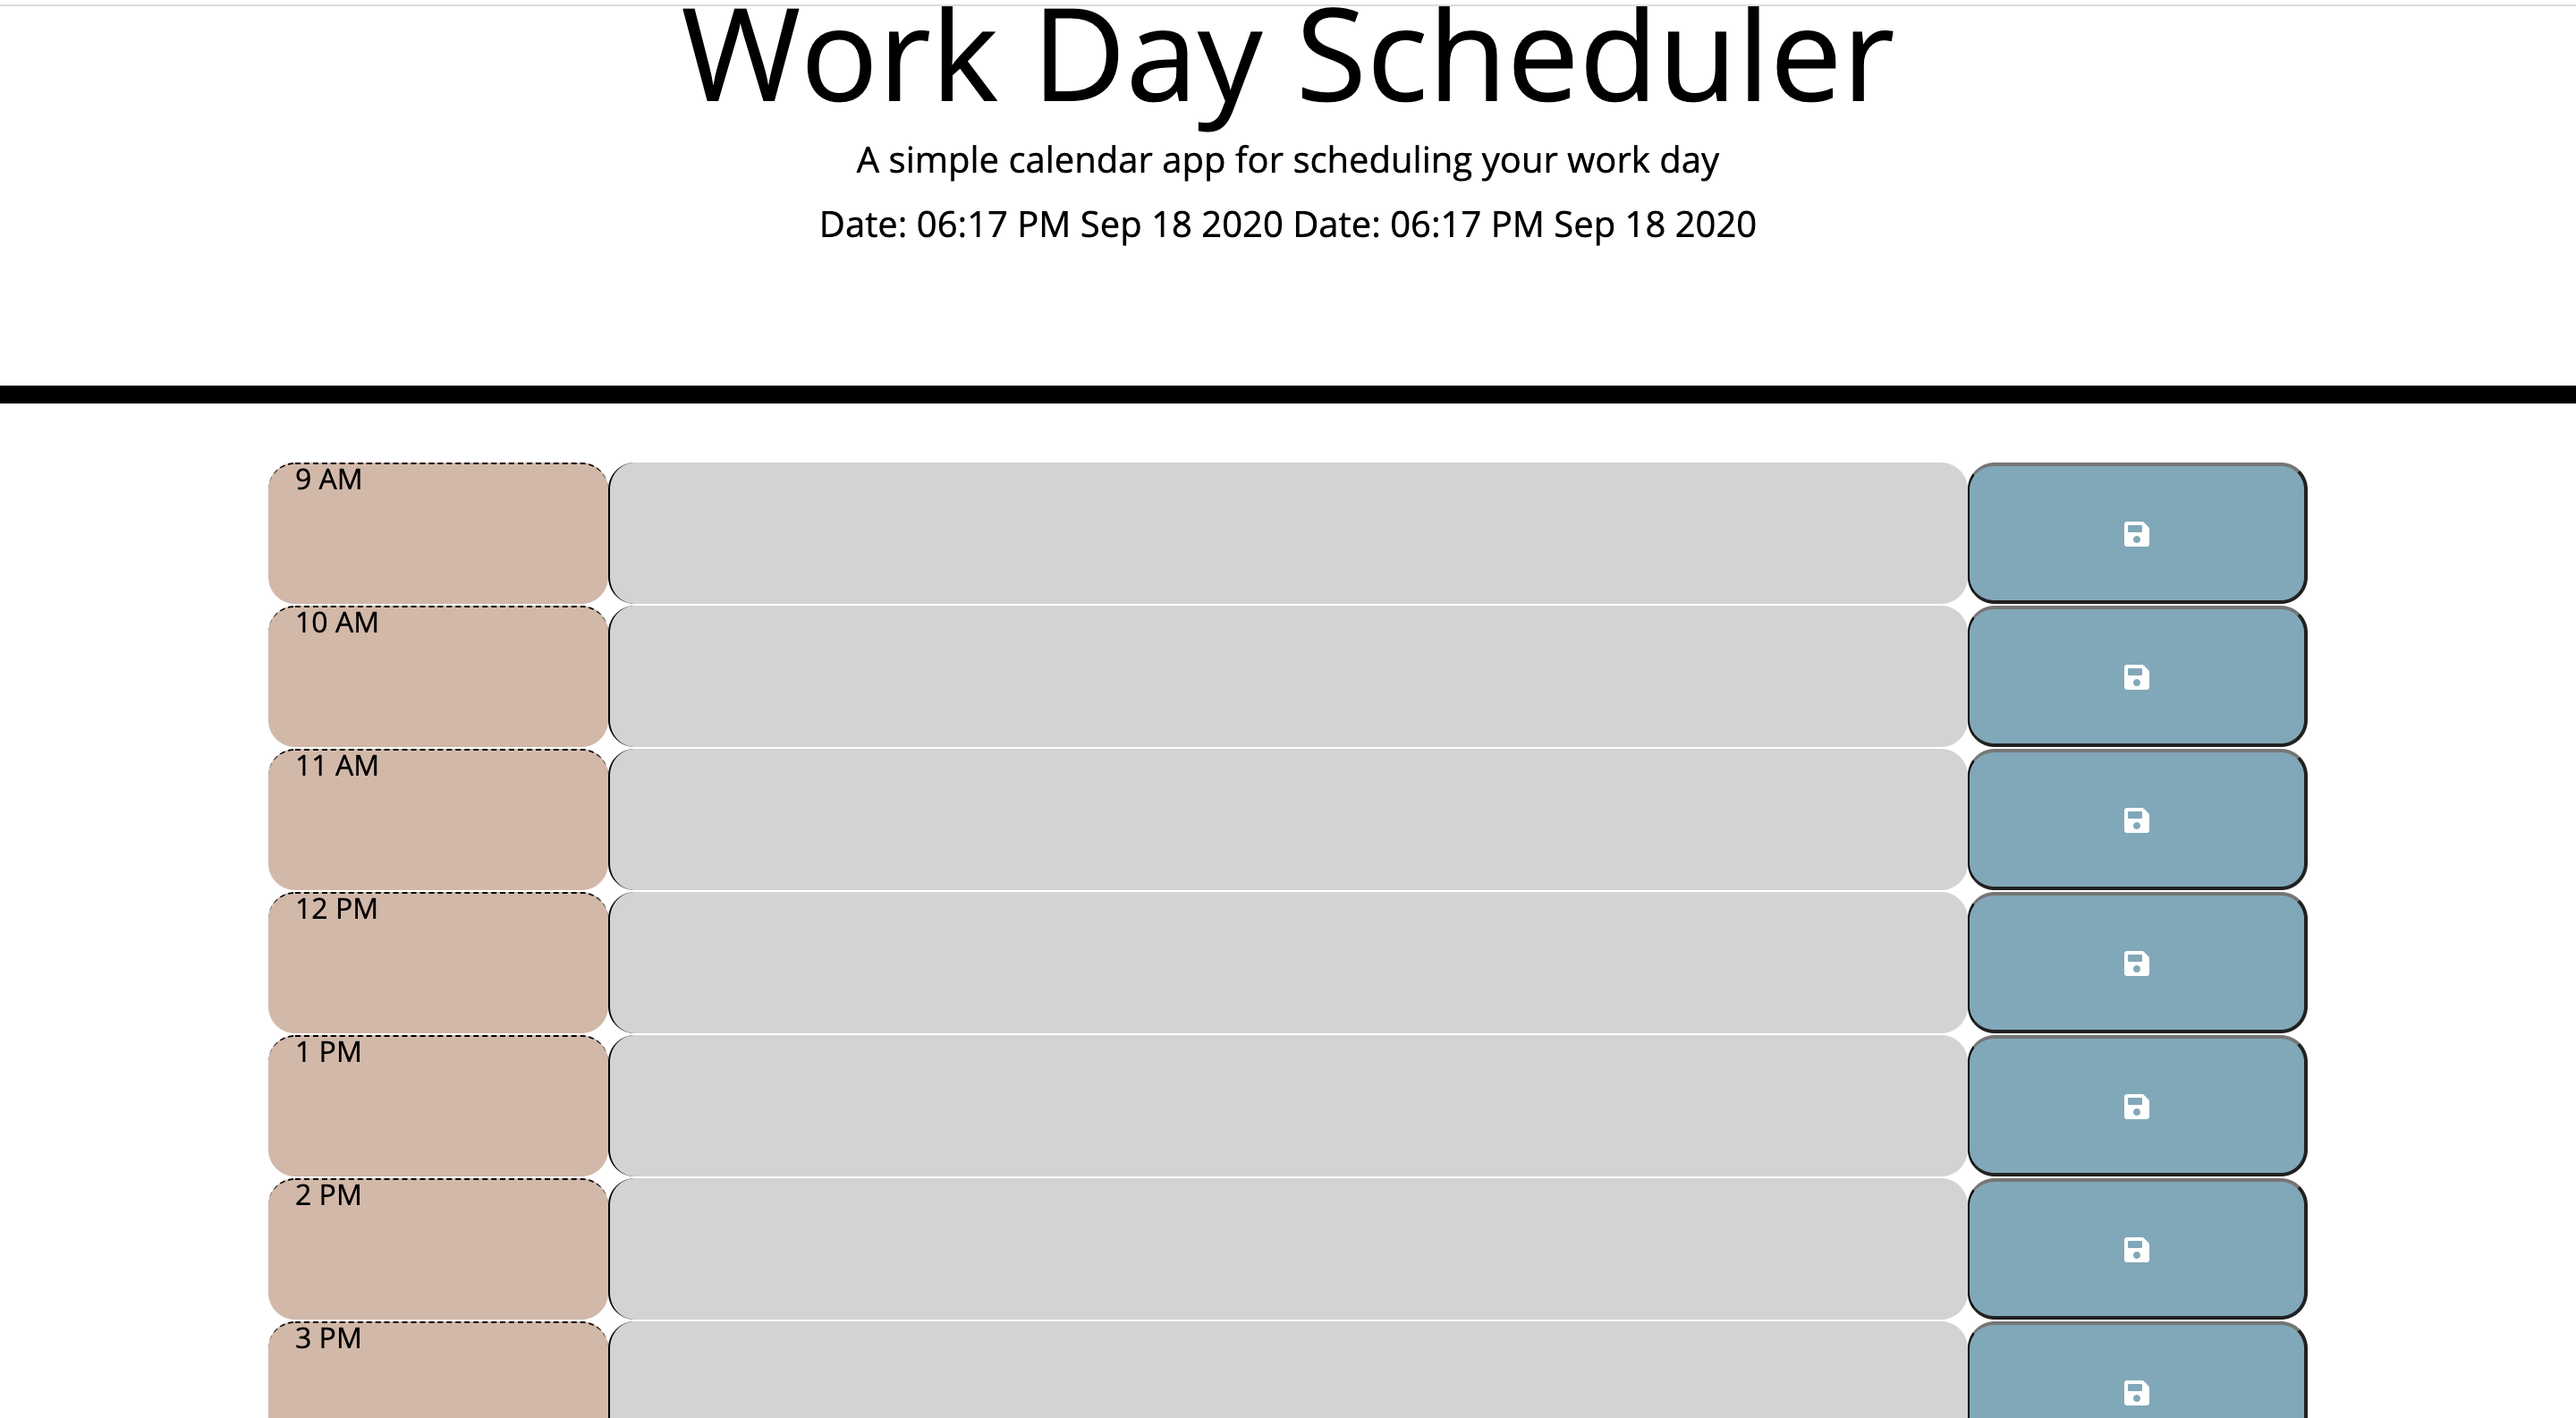 Work Day Scheduler
A simple calendar app for scheduling your work day
Date: 06:17 PM Sep 18 2020 Date: 06:17 PM Sep 18 2020
9 AM
10 AM
11 AM
12 PM
1 PM
2 PM
3 PM